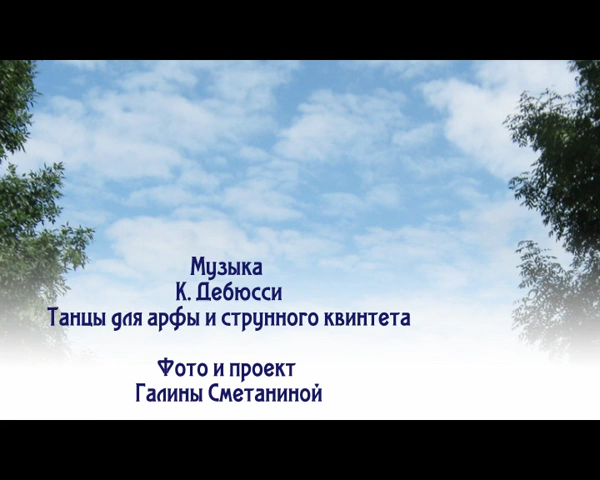 Музыка
К. Дебюсси
Танцы для арфы и струнного квинтета
Фото и проект
Галины Сметаниной